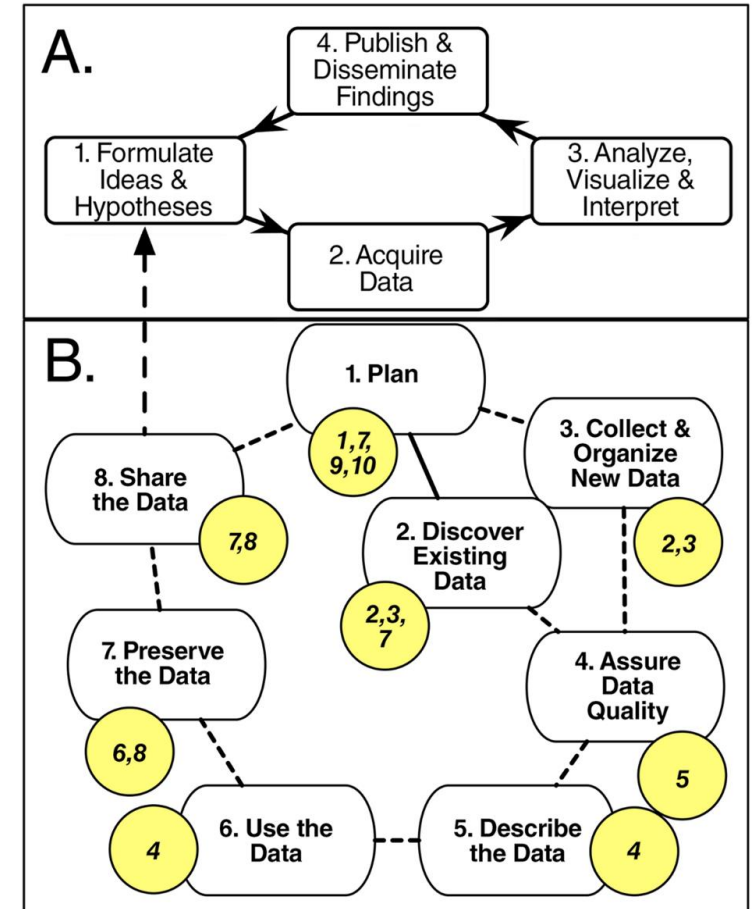 A.
4. Publish &
Disseminate
Findings
1. Formulate
Ideas &
Hypotheses
3. Analyze,
Visualize &
Interpret
2. Acquire
Data
B.
1. Plan
1,7,
9,10
3. Collect &
Organize
New Data
2,3
8. Share
the Data
7,8
2. Discover
Existing
Data
2,3,
7
7. Preserve
the Data
6,8
4. Assure
Data
Quality
5
6. Use the
Data
4
5. Describe
the Data
4